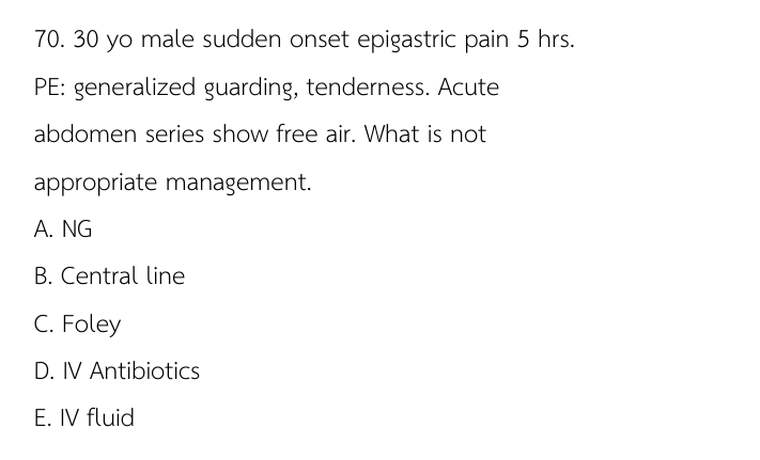 70. 30 yo male sudden onset epigastric pain 5 hrs.
PE: generalized guarding, tenderness. Acute
abdomen series show free air. What is not
appropriate management.
A. NG
B. Central line
C. Foley
D. IV Antibiotics
E. IV fluid